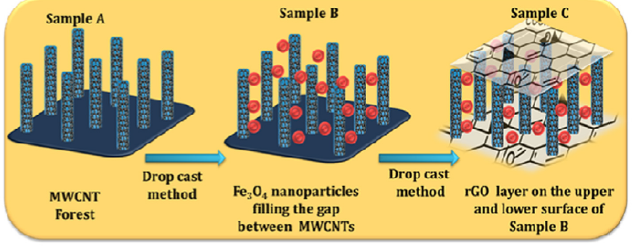 Sample A
Sample B
Sample C
Drop cast
method
Drop cast
method
MWCNT
Forest
Fe₃O₄ nanoparticles
filling the gap
between MWCNTs
rGO layer on the upper
and lower surface of
Sample B